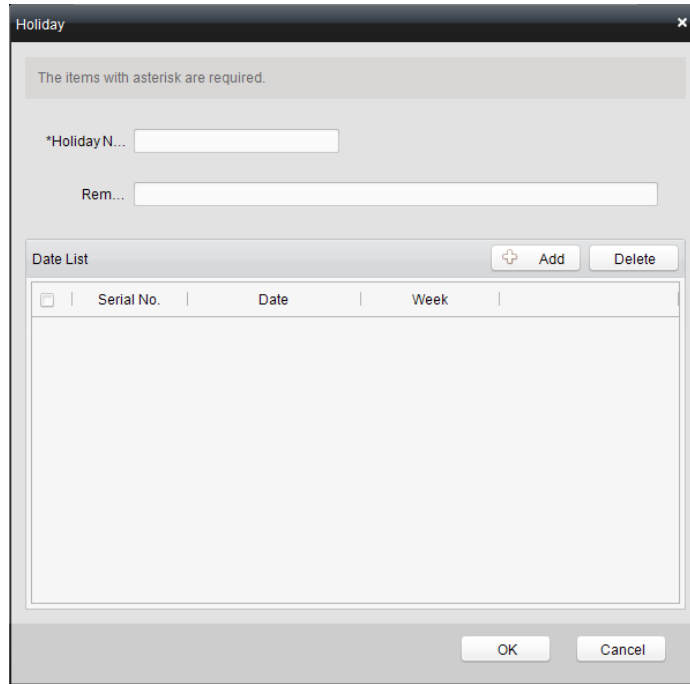 Holiday
The items with asterisk are required.
*Holiday N...
Rem...
Date List Add Delete
Serial No. Date Week
OK Cancel